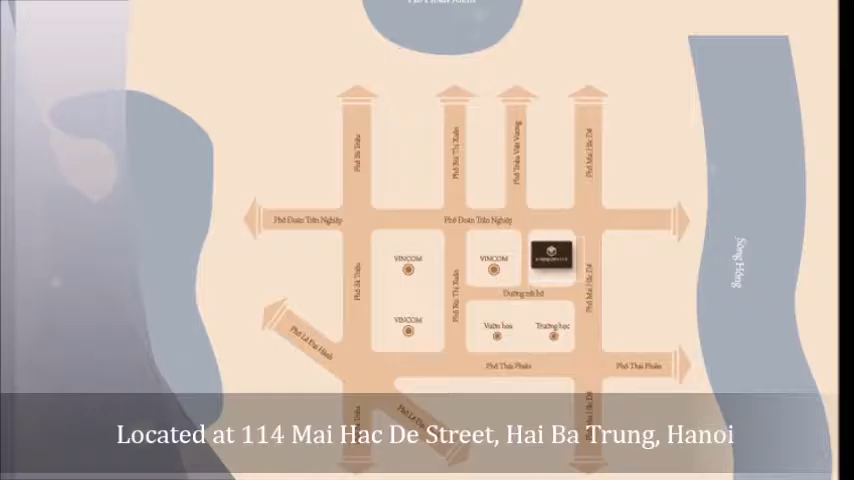 Phố Bà Triệu
Phố Bùi Thị Xuân
Phố Triệu Việt Vương
Phố Mai Hắc Đế
Phố Đoàn Trần Nghiệp
Phố Đoàn Trần Nghiệp
VINCOM
VINCOM
Sông Hồng
Phố Bà Triệu
Phố Bùi Thị Xuân
Phố Mai Hắc Đế
Đường nội bộ
VINCOM
Vườn hoa
Trường học
Phố Lê Đại Hành
Phố Thái Phiên
Phố Thái Phiên
Located at 114 Mai Hac De Street, Hai Ba Trung, Hanoi